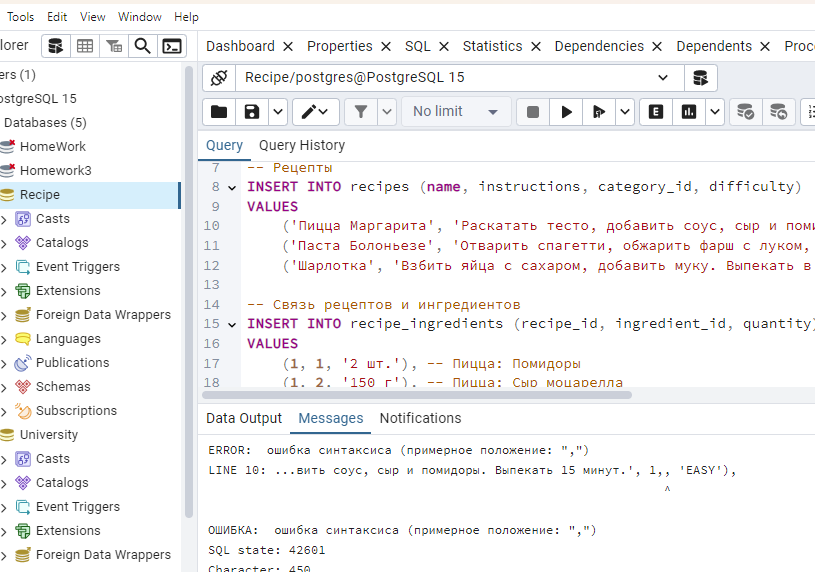 Tools Edit View Window Help
lorer
Dashboard Properties SQL Statistics Dependencies Dependents Proc
ers (1)
ostgreSQL 15
Databases (5)
HomeWork
Homework3
Recipe
Casts
Catalogs
Event Triggers
Extensions
Foreign Data Wrappers
Languages
Publications
Schemas
Subscriptions
University
Casts
Catalogs
Event Triggers
Extensions
Foreign Data Wrappers
Recipe/postgres@PostgreSQL 15
No limit
E
Query Query History
7 -- Рецепты
8 INSERT INTO recipes (name, instructions, category_id, difficulty)
9 VALUES
10 ('Пицца Маргарита', 'Раскатать тесто, добавить соус, сыр и поми
11 ('Паста Болоньезе', 'Отварить спагетти, обжарить фарш с луком,
12 ('Шарлотка', 'Взбить яйца с сахаром, добавить муку. Выпекать в
13
14 -- Связь рецептов и ингредиентов
15 INSERT INTO recipe_ingredients (recipe_id, ingredient_id, quantity)
16 VALUES
17 (1, 1, '2 шт.'), -- Пицца: Помидоры
18 (1, 2, '150 г'), -- Пицца: Сыр моцарелла
Data Output Messages Notifications
ERROR: ошибка синтаксиса (примерное положение: ",")
LINE 10: ...вить соус, сыр и помидоры. Выпекать 15 минут.', 1,, 'EASY'),
^
ОШИБКА: ошибка синтаксиса (примерное положение: ",")
SQL state: 42601
Character: 450